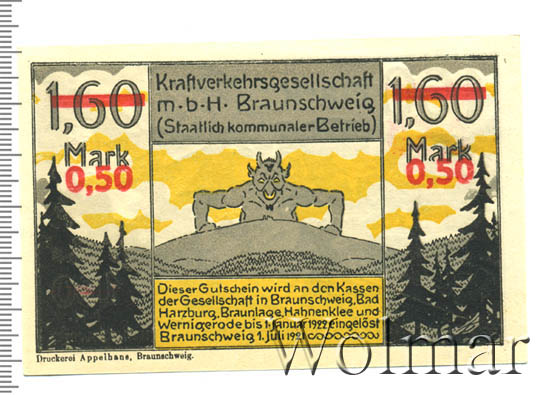 1,60
Mark
0,50
Kraftverkehrsgesellschaft
m·b·H· Braunschweig
(Staatlich kommunaler Betrieb)
1,60
Mark
0,50
Dieser Gutschein wird an den Kassen
der Gesellschaft in Braunschweig, Bad
Harzburg, Braunlage, Hahnenklee und
Wernigerode bis 1. Januar 1922 eingelöst
Braunschweig 1. Juli 1921
Druckerei Appelhans, Braunschweig.
Wolmar